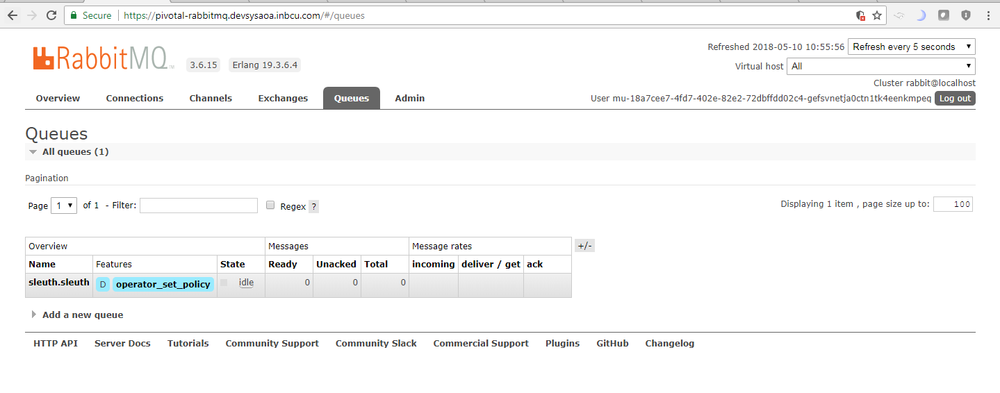 Secure https://pivotal-rabbitmq.devsysaoa.inbcu.com/#/queues
RabbitMQ™ 3.6.15 Erlang 19.3.6.4
Refreshed 2018-05-10 10:55:56 Refresh every 5 seconds
Virtual host All
Cluster rabbit@localhost
User mu-18a7cee7-4fd7-402e-82e2-72dbffdd02c4-gefsvnetja0ctn1tk4eenkmpeq Log out
Overview Connections Channels Exchanges Queues Admin
Queues
All queues (1)
Pagination
Page 1 of 1 - Filter: Regex ? Displaying 1 item , page size up to: 100
Overview Messages Message rates +/-
Name Features State Ready Unacked Total incoming deliver / get ack
sleuth.sleuth D operator_set_policy idle 0 0 0
Add a new queue
HTTP API Server Docs Tutorials Community Support Community Slack Commercial Support Plugins GitHub Changelog